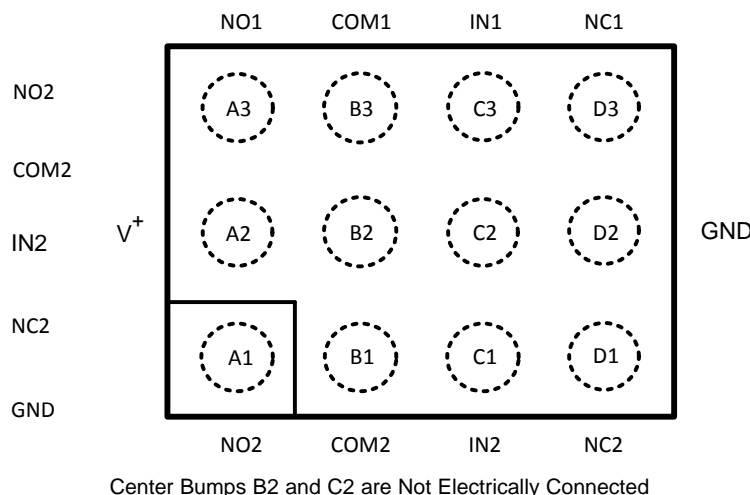 NO1 COM1 IN1 NC1
NO2
A3 B3 C3 D3
COM2
V+ A2 B2 C2 D2 GND
IN2
NC2
A1 B1 C1 D1
GND
NO2 COM2 IN2 NC2
Center Bumps B2 and C2 are Not Electrically Connected